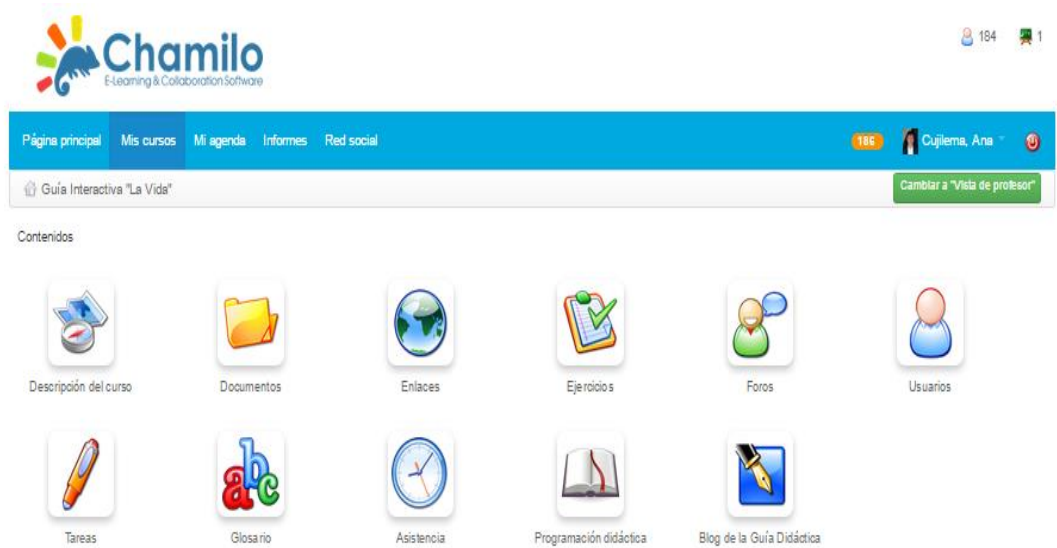 Chamilo
E-Learning & Collaboration Software
184
1
Página principal
Mis cursos
Mi agenda
Informes
Red social
186
Cujilema, Ana
Guía Interactiva "La Vida"
Cambiar a "Vista de profesor"
Contenidos
Descripción del curso
Documentos
Enlaces
Ejercicios
Foros
Usuarios
abc
Tareas
Glosario
Asistencia
Programación didáctica
Blog de la Guía Didáctica